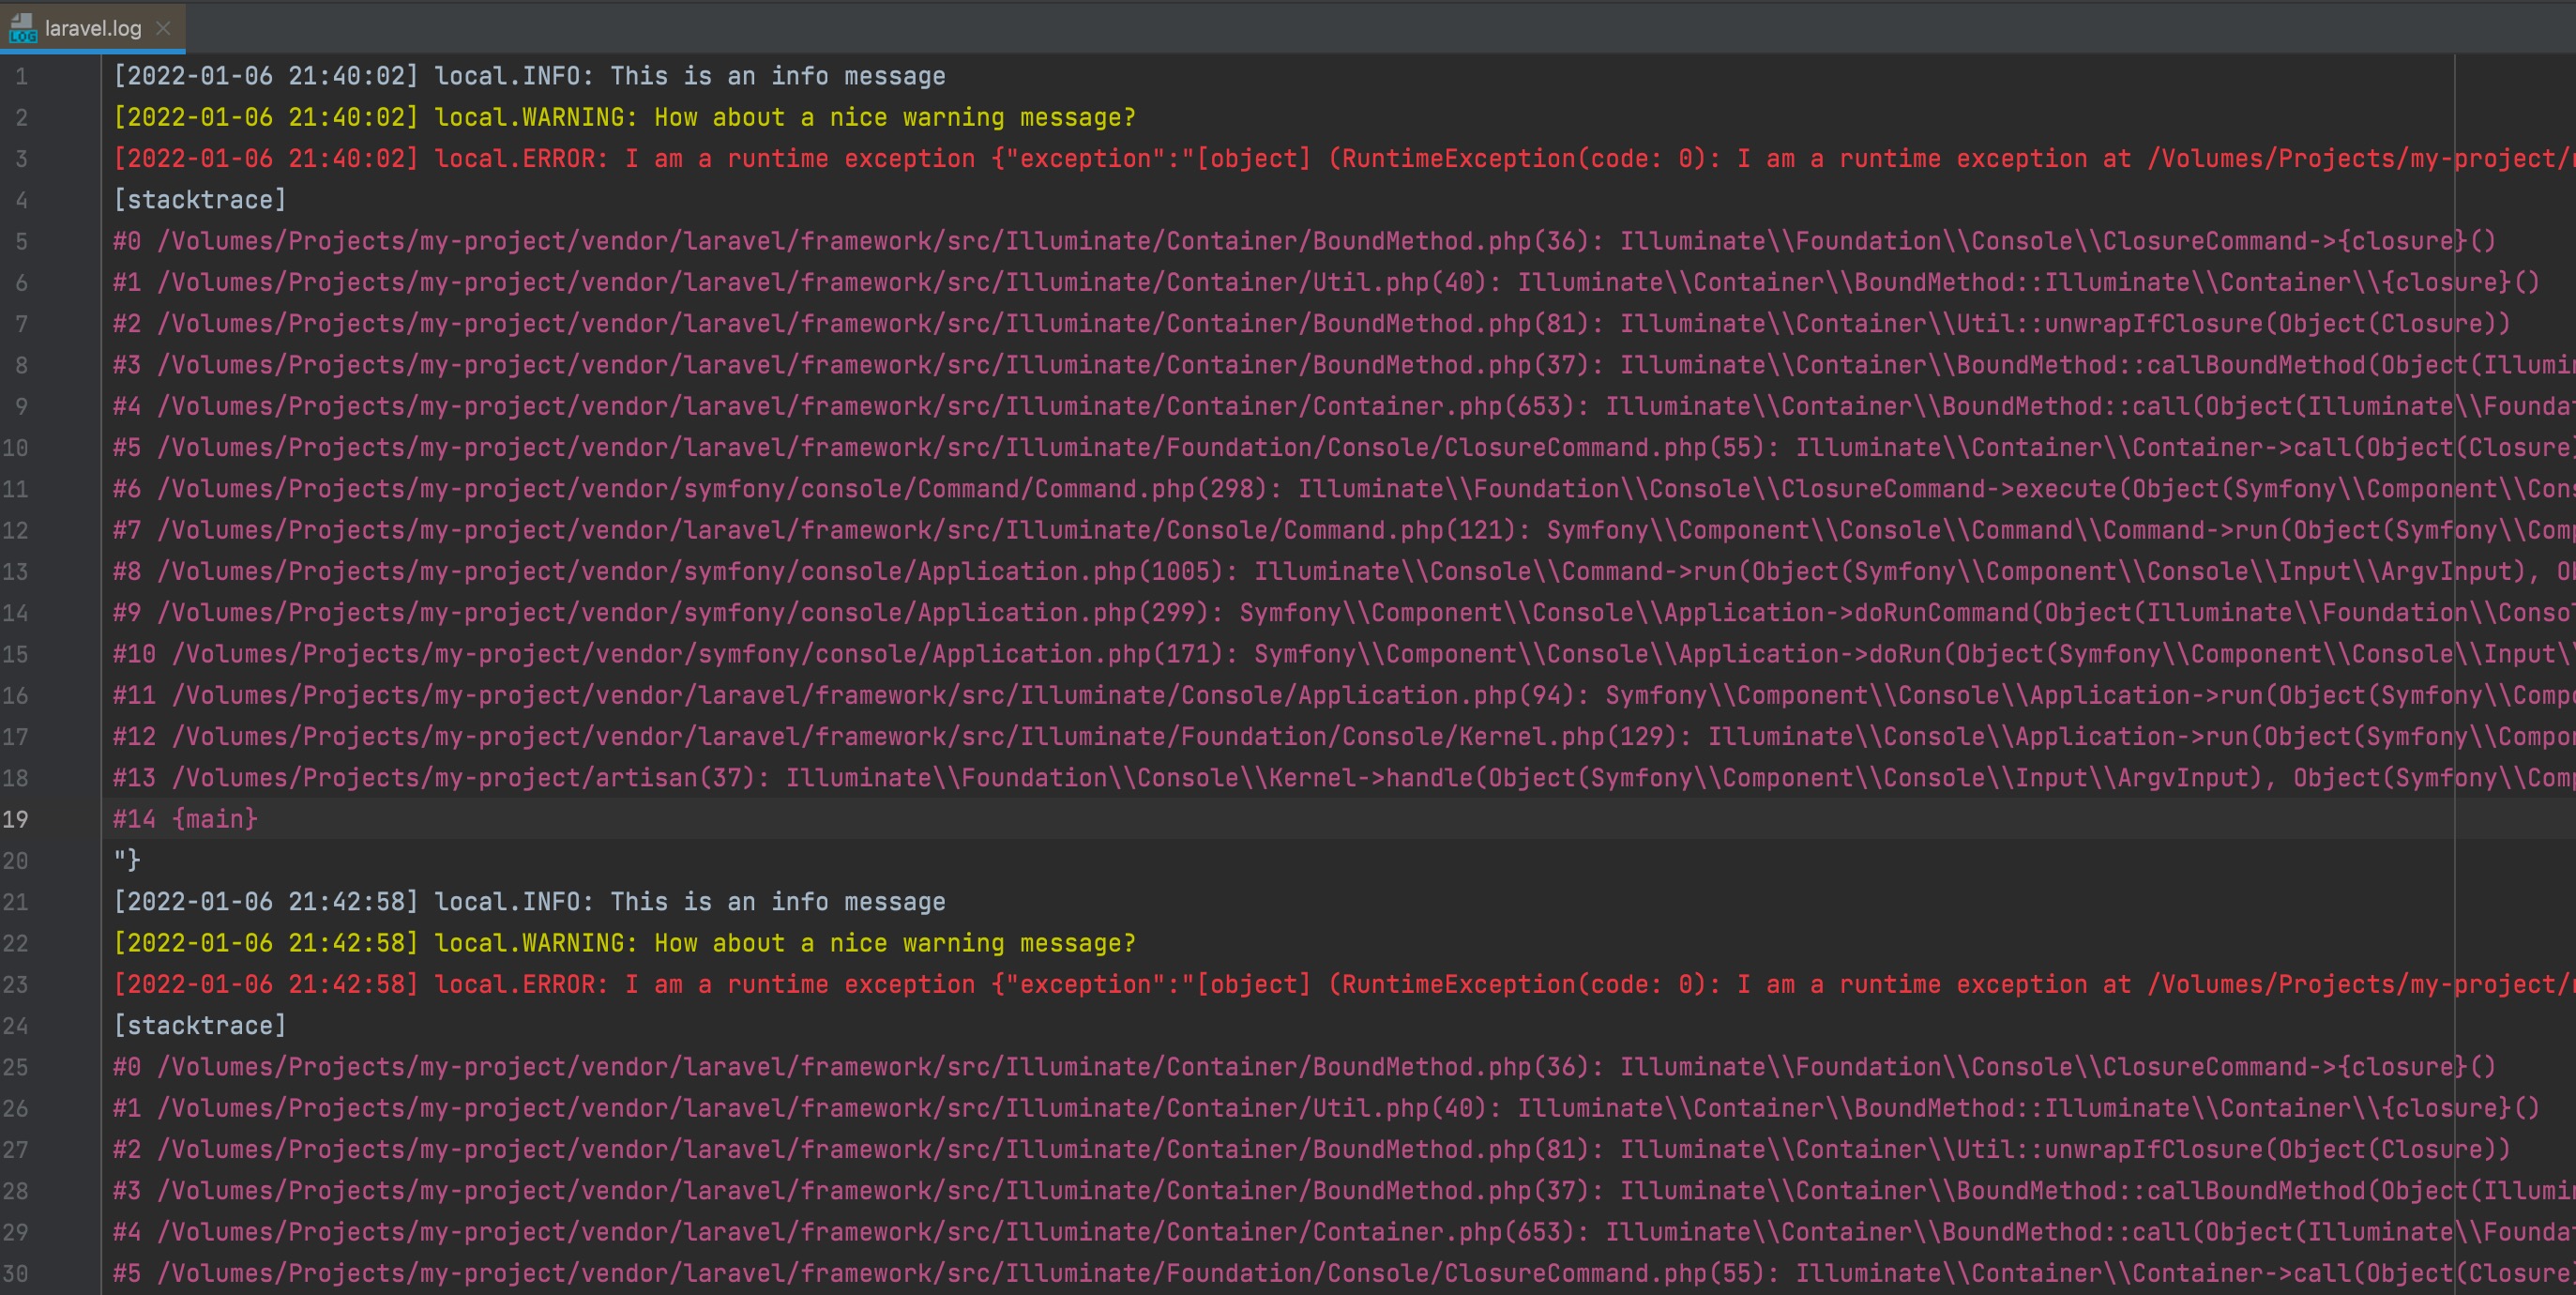 LOG laravel.log
1 [2022-01-06 21:40:02] local.INFO: This is an info message
2 [2022-01-06 21:40:02] local.WARNING: How about a nice warning message?
3 [2022-01-06 21:40:02] local.ERROR: I am a runtime exception {"exception":"[object] (RuntimeException(code: 0): I am a runtime exception at /Volumes/Projects/my-project/
4 [stacktrace]
5 #0 /Volumes/Projects/my-project/vendor/laravel/framework/src/Illuminate/Container/BoundMethod.php(36): Illuminate\\Foundation\\Console\\ClosureCommand->{closure}()
6 #1 /Volumes/Projects/my-project/vendor/laravel/framework/src/Illuminate/Container/Util.php(40): Illuminate\\Container\\BoundMethod::Illuminate\\Container\\{closure}()
7 #2 /Volumes/Projects/my-project/vendor/laravel/framework/src/Illuminate/Container/BoundMethod.php(81): Illuminate\\Container\\Util::unwrapIfClosure(Object(Closure))
8 #3 /Volumes/Projects/my-project/vendor/laravel/framework/src/Illuminate/Container/BoundMethod.php(37): Illuminate\\Container\\BoundMethod::callBoundMethod(Object(Illumi
9 #4 /Volumes/Projects/my-project/vendor/laravel/framework/src/Illuminate/Container/Container.php(653): Illuminate\\Container\\BoundMethod::call(Object(Illuminate\\Founda
10 #5 /Volumes/Projects/my-project/vendor/laravel/framework/src/Illuminate/Foundation/Console/ClosureCommand.php(55): Illuminate\\Container\\Container->call(Object(Closure)
11 #6 /Volumes/Projects/my-project/vendor/symfony/console/Command/Command.php(298): Illuminate\\Foundation\\Console\\ClosureCommand->execute(Object(Symfony\\Component\\Cons
12 #7 /Volumes/Projects/my-project/vendor/laravel/framework/src/Illuminate/Console/Command.php(121): Symfony\\Component\\Console\\Command\\Command->run(Object(Symfony\\Comp
13 #8 /Volumes/Projects/my-project/vendor/symfony/console/Application.php(1005): Illuminate\\Console\\Command->run(Object(Symfony\\Component\\Console\\Input\\ArgvInput), Ob
14 #9 /Volumes/Projects/my-project/vendor/symfony/console/Application.php(299): Symfony\\Component\\Console\\Application->doRunCommand(Object(Illuminate\\Foundation\\Consol
15 #10 /Volumes/Projects/my-project/vendor/symfony/console/Application.php(171): Symfony\\Component\\Console\\Application->doRun(Object(Symfony\\Component\\Console\\Input\\
16 #11 /Volumes/Projects/my-project/vendor/laravel/framework/src/Illuminate/Console/Application.php(94): Symfony\\Component\\Console\\Application->run(Object(Symfony\\Comp
17 #12 /Volumes/Projects/my-project/vendor/laravel/framework/src/Illuminate/Foundation/Console/Kernel.php(129): Illuminate\\Console\\Application->run(Object(Symfony\\Compo
18 #13 /Volumes/Projects/my-project/artisan(37): Illuminate\\Foundation\\Console\\Kernel->handle(Object(Symfony\\Component\\Console\\Input\\ArgvInput), Object(Symfony\\Comp
19 #14 {main}
20 "}
21 [2022-01-06 21:42:58] local.INFO: This is an info message
22 [2022-01-06 21:42:58] local.WARNING: How about a nice warning message?
23 [2022-01-06 21:42:58] local.ERROR: I am a runtime exception {"exception":"[object] (RuntimeException(code: 0): I am a runtime exception at /Volumes/Projects/my-project/
24 [stacktrace]
25 #0 /Volumes/Projects/my-project/vendor/laravel/framework/src/Illuminate/Container/BoundMethod.php(36): Illuminate\\Foundation\\Console\\ClosureCommand->{closure}()
26 #1 /Volumes/Projects/my-project/vendor/laravel/framework/src/Illuminate/Container/Util.php(40): Illuminate\\Container\\BoundMethod::Illuminate\\Container\\{closure}()
27 #2 /Volumes/Projects/my-project/vendor/laravel/framework/src/Illuminate/Container/BoundMethod.php(81): Illuminate\\Container\\Util::unwrapIfClosure(Object(Closure))
28 #3 /Volumes/Projects/my-project/vendor/laravel/framework/src/Illuminate/Container/BoundMethod.php(37): Illuminate\\Container\\BoundMethod::callBoundMethod(Object(Illumi
29 #4 /Volumes/Projects/my-project/vendor/laravel/framework/src/Illuminate/Container/Container.php(653): Illuminate\\Container\\BoundMethod::call(Object(Illuminate\\Founda
30 #5 /Volumes/Projects/my-project/vendor/laravel/framework/src/Illuminate/Foundation/Console/ClosureCommand.php(55): Illuminate\\Container\\Container->call(Object(Closure)